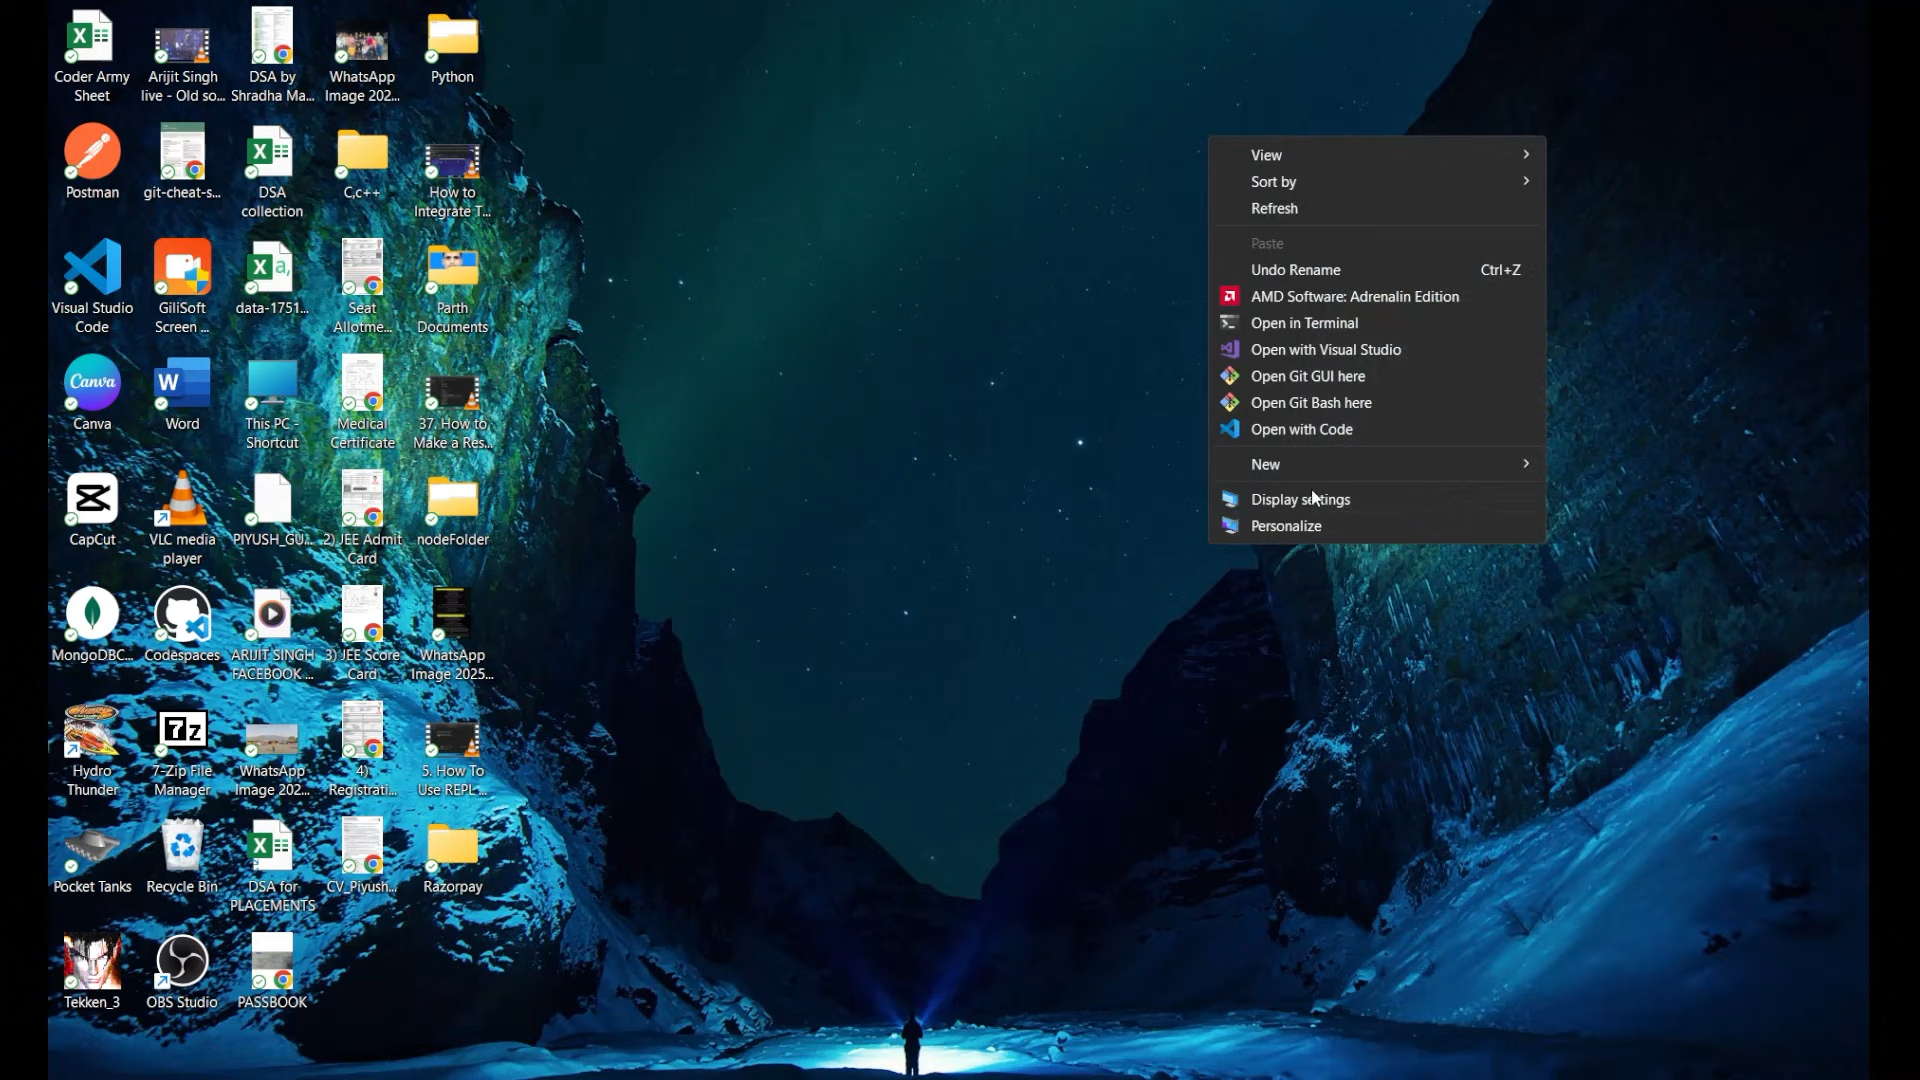 Coder Army
Sheet
Arijit Singh
live - Old so...
DSA by
Shradha Ma...
WhatsApp
Image 202...
Python
Postman
git-cheat-s...
DSA
collection
C,c++
How to
Integrate T...
Visual Studio
Code
GiliSoft
Screen ...
data-1751...
Seat
Allotme...
Parth
Documents
Canva
Canva
Word
This PC -
Shortcut
Medical
Certificate
37. How to
Make a Res...
CapCut
VLC media
player
PIYUSH_GU...
2) JEE Admit
Card
nodeFolder
MongoDBC...
Codespaces
ARIJIT SINGH
FACEBOOK ...
3) JEE Score
Card
WhatsApp
Image 2025...
Hydro
Thunder
7z
7-Zip File
Manager
WhatsApp
Image 202...
4)
Registrati...
5. How To
Use REPL ...
Pocket Tanks
Recycle Bin
DSA for
PLACEMENTS
CV_Piyush...
Razorpay
Tekken_3
OBS Studio
PASSBOOK
View
Sort by
Refresh
Paste
Undo Rename Ctrl+Z
AMD Software: Adrenalin Edition
Open in Terminal
Open with Visual Studio
Open Git GUI here
Open Git Bash here
Open with Code
New
Display settings
Personalize